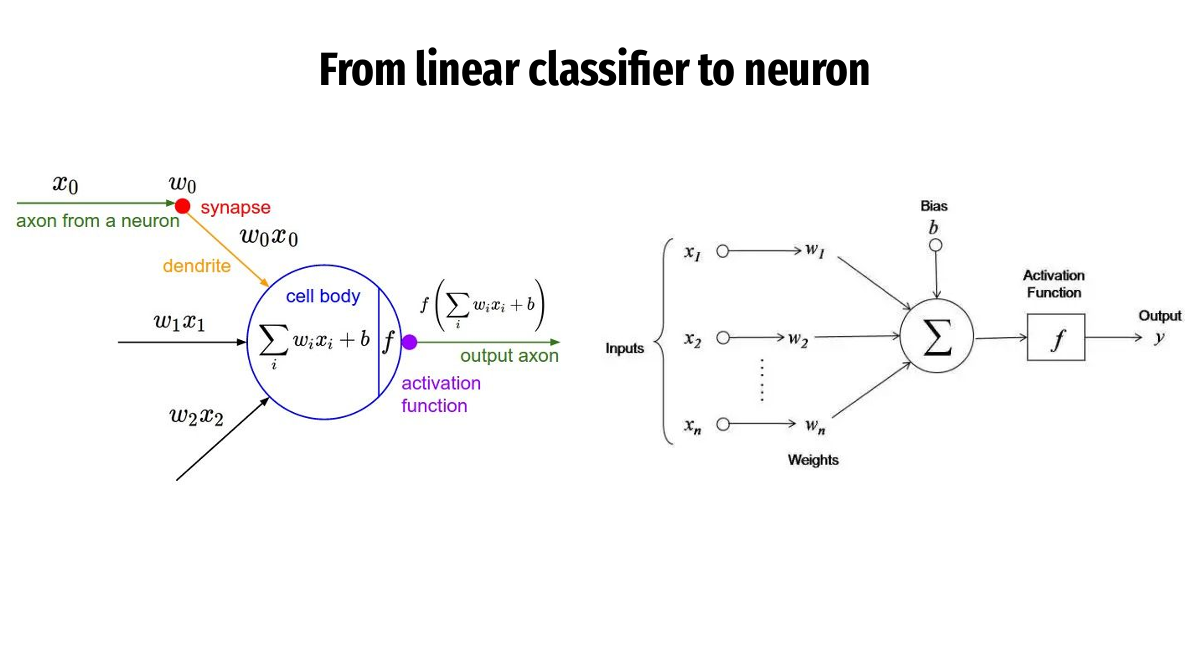 From linear classifier to neuron
x₀
w₀
axon from a neuron
synapse
w₀x₀
dendrite
cell body
w₁x₁
∑ᵢ wᵢxᵢ + b
f
f(∑ᵢ wᵢxᵢ + b)
output axon
activation
function
w₂x₂
Inputs
x₁
w₁
x₂
w₂
xₙ
wₙ
Weights
Bias
b
∑
Activation
Function
f
Output
y